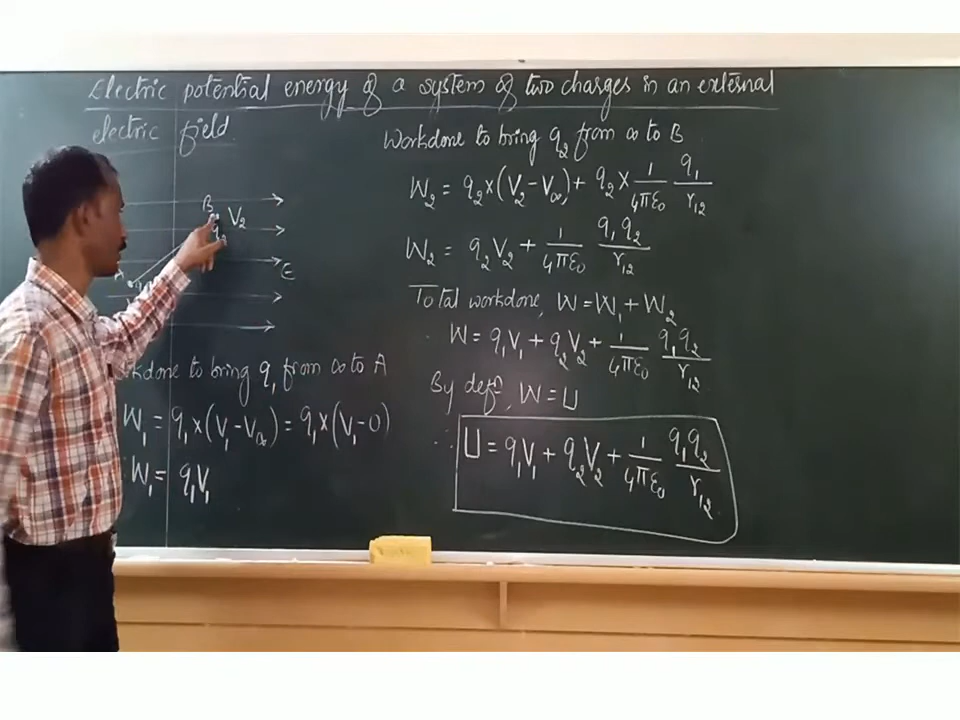 Electric potential energy of a system of two charges in an external
electric field.
B
V₂
q₂
A
E
done to bring q₁ from ∞ to A
W₁ = q₁ × (V₁ - V∞) = q₁ × (V₁ - 0)
W₁ = q₁V₁
Workdone to bring q₂ from ∞ to B
W₂ = q₂ × (V₂ - V∞) + q₂ × 1/4πε₀ q₁/r₁₂
W₂ = q₂V₂ + 1/4πε₀ q₁q₂/r₁₂
Total workdone, W = W₁ + W₂
W = q₁V₁ + q₂V₂ + 1/4πε₀ q₁q₂/r₁₂
By defn, W = U
∴ U = q₁V₁ + q₂V₂ + 1/4πε₀ q₁q₂/r₁₂